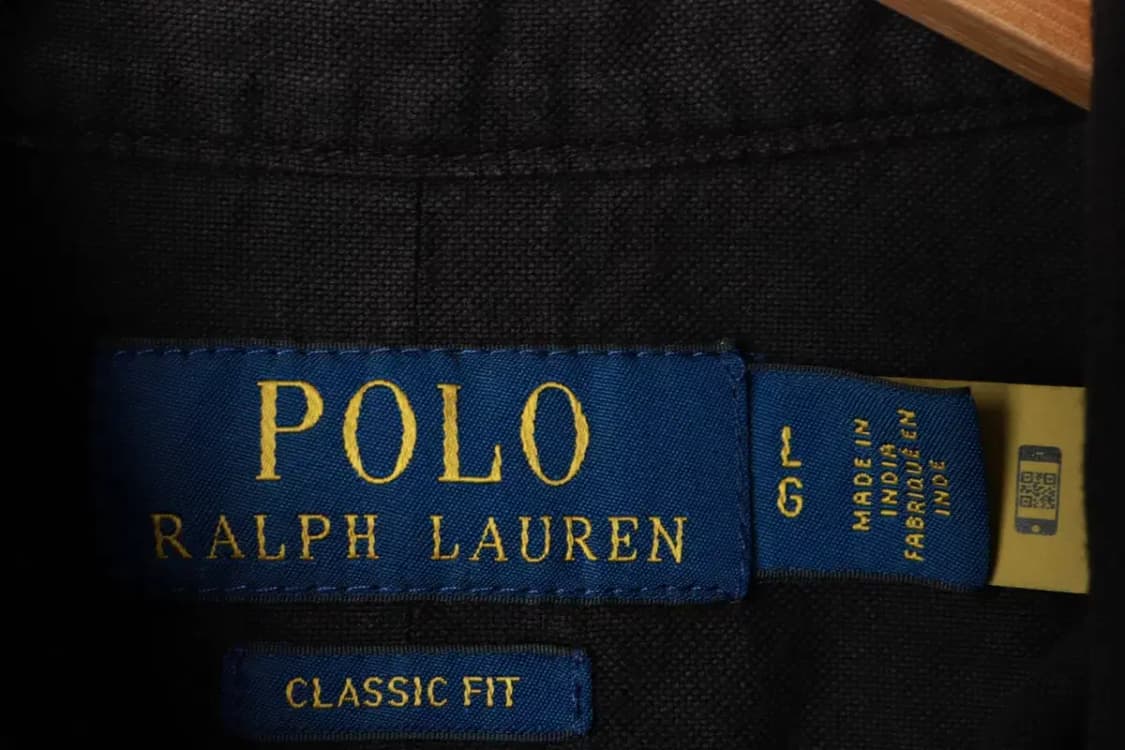 POLO
RALPH LAUREN
L
G
MADE IN
INDIA
FABRIQUÉ EN
INDE
CLASSIC FIT